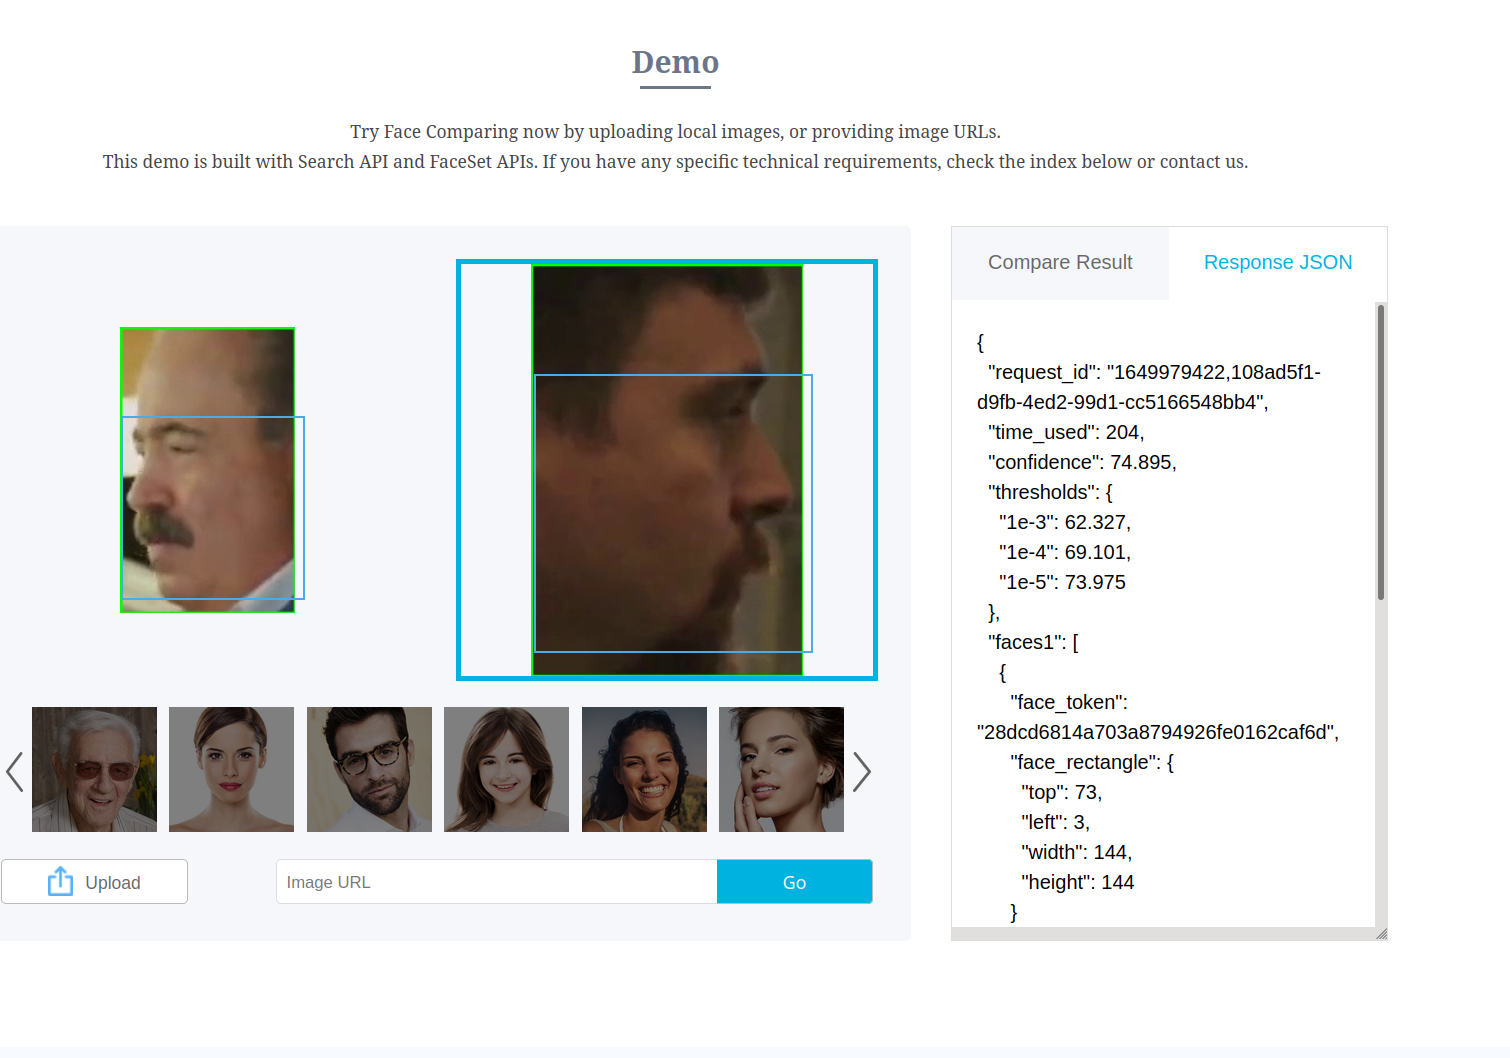 Demo
Try Face Comparing now by uploading local images, or providing image URLs.
This demo is built with Search API and FaceSet APIs. If you have any specific technical requirements, check the index below or contact us.
Compare Result
Response JSON
{
"request_id": "1649979422,108ad5f1-
d9fb-4ed2-99d1-cc5166548bb4",
"time_used": 204,
"confidence": 74.895,
"thresholds": {
"1e-3": 62.327,
"1e-4": 69.101,
"1e-5": 73.975
},
"faces1": [
{
"face_token":
"28dcd6814a703a8794926fe0162caf6d",
"face_rectangle": {
"top": 73,
"left": 3,
"width": 144,
"height": 144
}
Upload
Image URL
Go